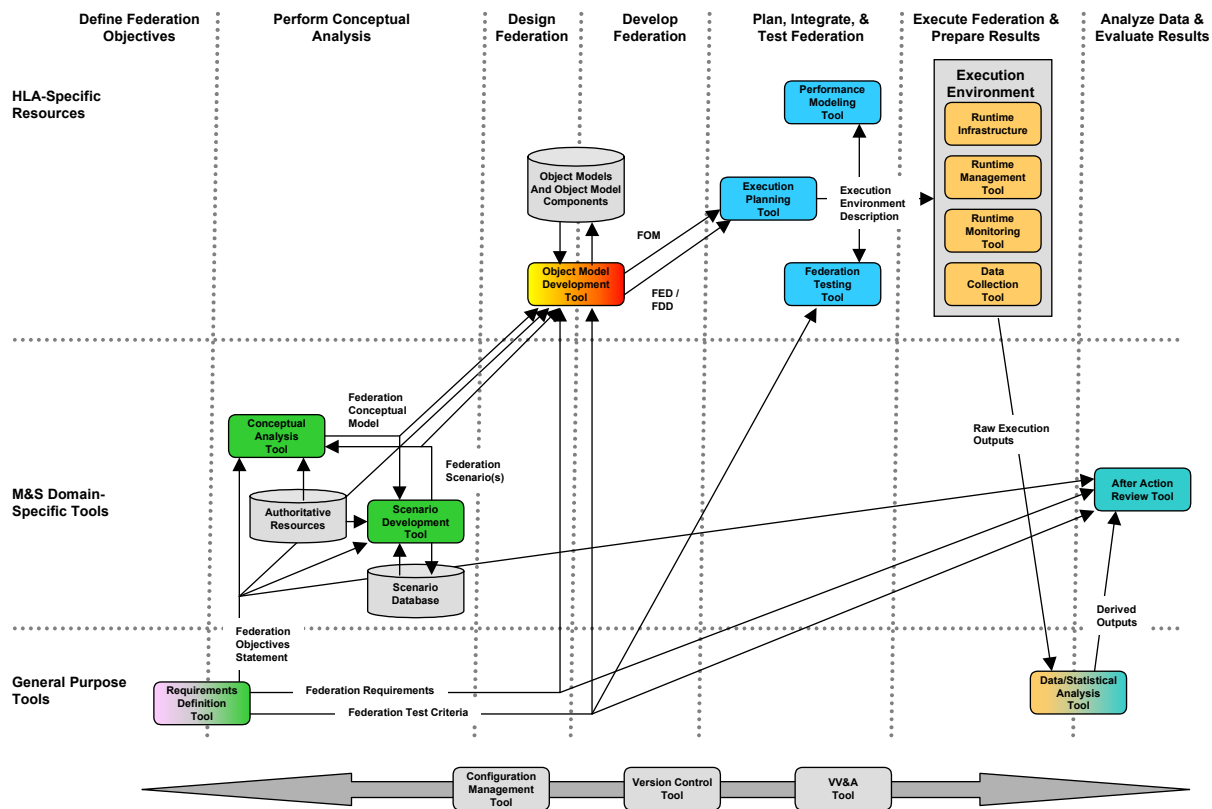 Define Federation
Objectives
Perform Conceptual
Analysis
Design
Federation
Develop
Federation
Plan, Integrate, &
Test Federation
Execute Federation &
Prepare Results
Analyze Data &
Evaluate Results
HLA-Specific
Resources
Performance
Modeling
Tool
Execution
Environment
Runtime
Infrastructure
Runtime
Management
Tool
Runtime
Monitoring
Tool
Data
Collection
Tool
Object Models
And Object Model
Components
Execution
Planning
Tool
Execution
Environment
Description
FOM
Object Model
Development
Tool
FED /
FDD
Federation
Testing
Tool
M&S Domain-
Specific Tools
Federation
Conceptual
Model
Conceptual
Analysis
Tool
Federation
Scenario(s)
Authoritative
Resources
Scenario
Development
Tool
Scenario
Database
Raw Execution
Outputs
After Action
Review Tool
Derived
Outputs
Federation
Objectives
Statement
General Purpose
Tools
Requirements
Definition
Tool
Federation Requirements
Federation Test Criteria
Data/Statistical
Analysis
Tool
Configuration
Management
Tool
Version Control
Tool
VV&A
Tool